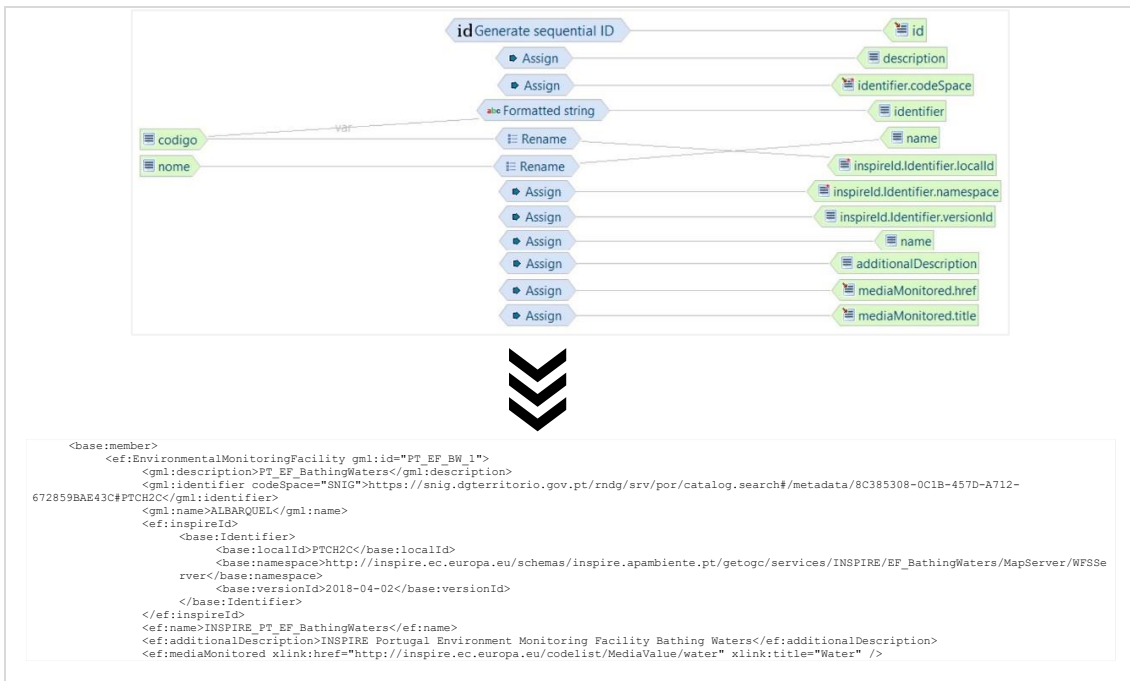 id Generate sequential ID id
Assign description
Assign identifier.codeSpace
abc Formatted string identifier
var
codigo Rename name
nome Rename inspireId.Identifier.localId
Assign inspireId.Identifier.namespace
Assign inspireId.Identifier.versionId
Assign name
Assign additionalDescription
Assign mediaMonitored.href
Assign mediaMonitored.title
<base:member>
<ef:EnvironmentalMonitoringFacility gml:id="PT_EF_BW_1">
<gml:description>PT_EF_BathingWaters</gml:description>
<gml:identifier codeSpace="SNIG">https://snig.dgterritorio.gov.pt/rndg/srv/por/catalog.search#/metadata/8C385308-0C1B-457D-A712-
672859BAE43C#PTCH2C</gml:identifier>
<gml:name>ALBARQUEL</gml:name>
<ef:inspireId>
<base:Identifier>
<base:localId>PTCH2C</base:localId>
<base:namespace>http://inspire.ec.europa.eu/schemas/inspire.apambiente.pt/getogc/services/INSPIRE/EF_BathingWaters/MapServer/WFSSe
rver</base:namespace>
<base:versionId>2018-04-02</base:versionId>
</base:Identifier>
</ef:inspireId>
<ef:name>INSPIRE_PT_EF_BathingWaters</ef:name>
<ef:additionalDescription>INSPIRE Portugal Environment Monitoring Facility Bathing Waters</ef:additionalDescription>
<ef:mediaMonitored xlink:href="http://inspire.ec.europa.eu/codelist/MediaValue/water" xlink:title="Water" />